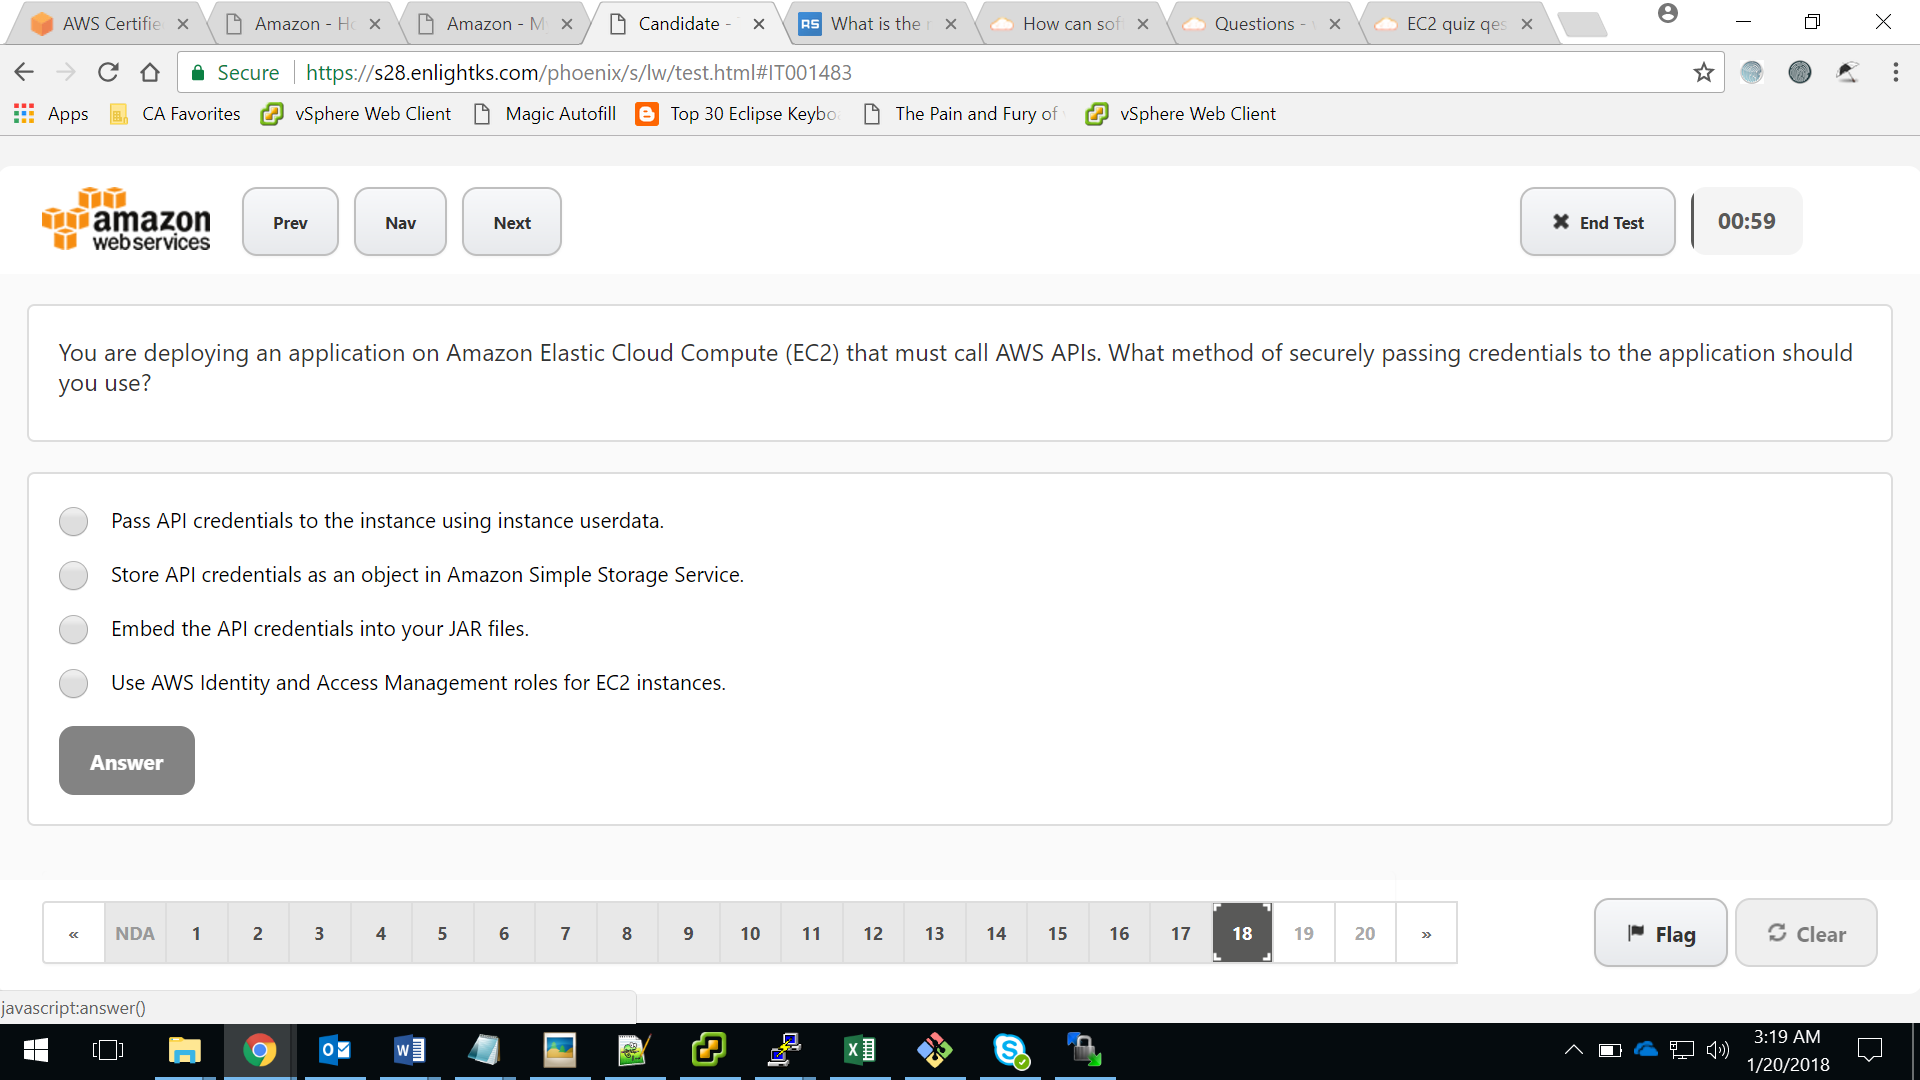 AWS Certifie
Amazon - Ho
Amazon - M
Candidate -
RS What is the
How can sof
Questions -
EC2 quiz qes
Secure https://s28.enlightks.com/phoenix/s/lw/test.html#IT001483
Apps CA Favorites vSphere Web Client Magic Autofill Top 30 Eclipse Keybo The Pain and Fury of vSphere Web Client
amazon
webservices
Prev Nav Next
End Test 00:59
You are deploying an application on Amazon Elastic Cloud Compute (EC2) that must call AWS APIs. What method of securely passing credentials to the application should
you use?
Pass API credentials to the instance using instance userdata.
Store API credentials as an object in Amazon Simple Storage Service.
Embed the API credentials into your JAR files.
Use AWS Identity and Access Management roles for EC2 instances.
Answer
« NDA 1 2 3 4 5 6 7 8 9 10 11 12 13 14 15 16 17 18 19 20 »
Flag Clear
javascript:answer()
3:19 AM
1/20/2018